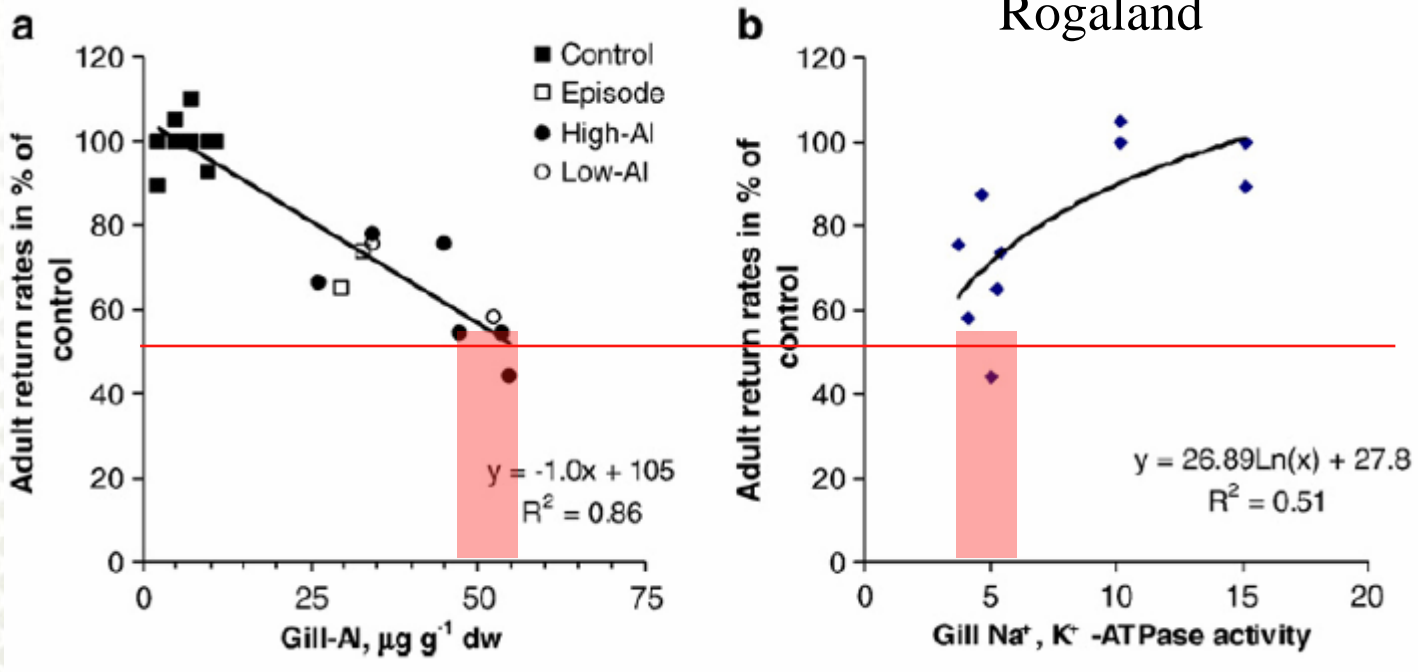 a
120
100
80
60
40
20
0
0 25 50 75
Adult return rates in % of
control
Gill-Al, µg g⁻¹ dw
Control
Episode
High-Al
Low-Al
y = -1.0x + 105
R² = 0.86
b
Rogaland
120
100
80
60
40
20
0
0 5 10 15 20
Adult return rates in % of
control
Gill Na⁺, K⁺ -ATPase activity
y = 26.89Ln(x) + 27.8
R² = 0.51